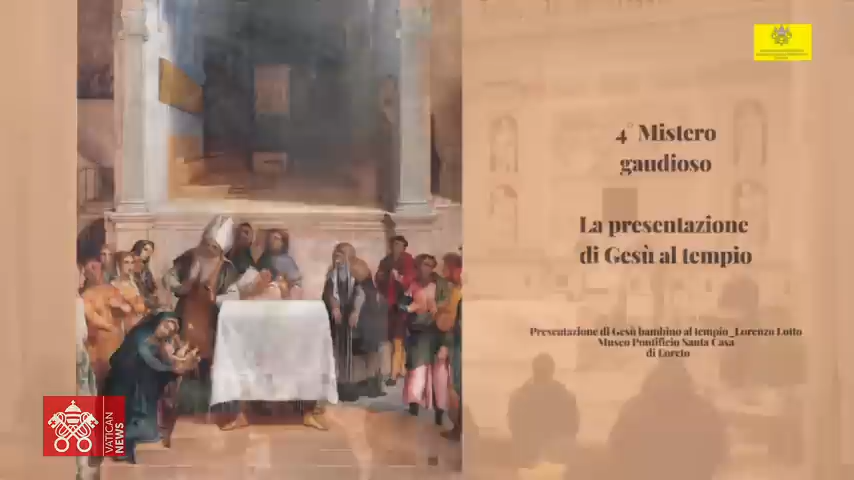 4° Mistero
gaudioso
La presentazione
di Gesù al tempio
Presentazione di Gesù bambino al tempio_Lorenzo Lotto
Museo Pontificio Santa Casa
di Loreto
VATICAN
NEWS